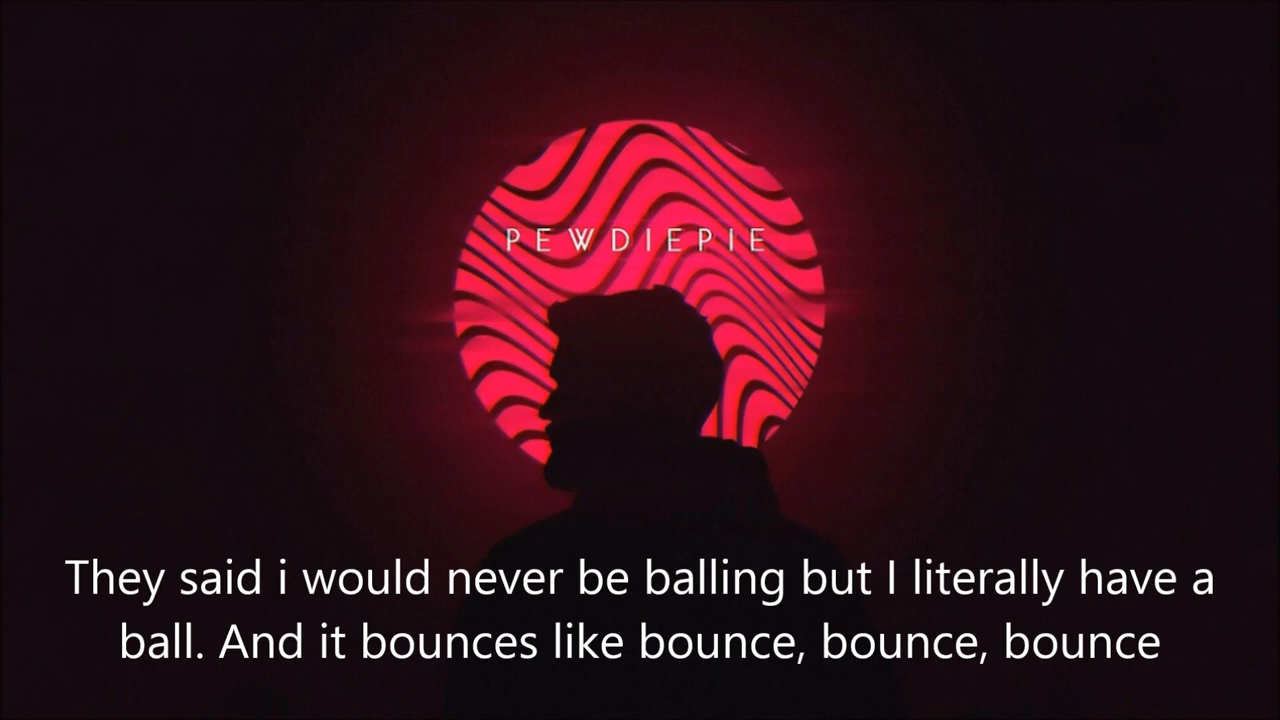 PEWDIEPIE
They said i would never be balling but I literally have a
ball. And it bounces like bounce, bounce, bounce